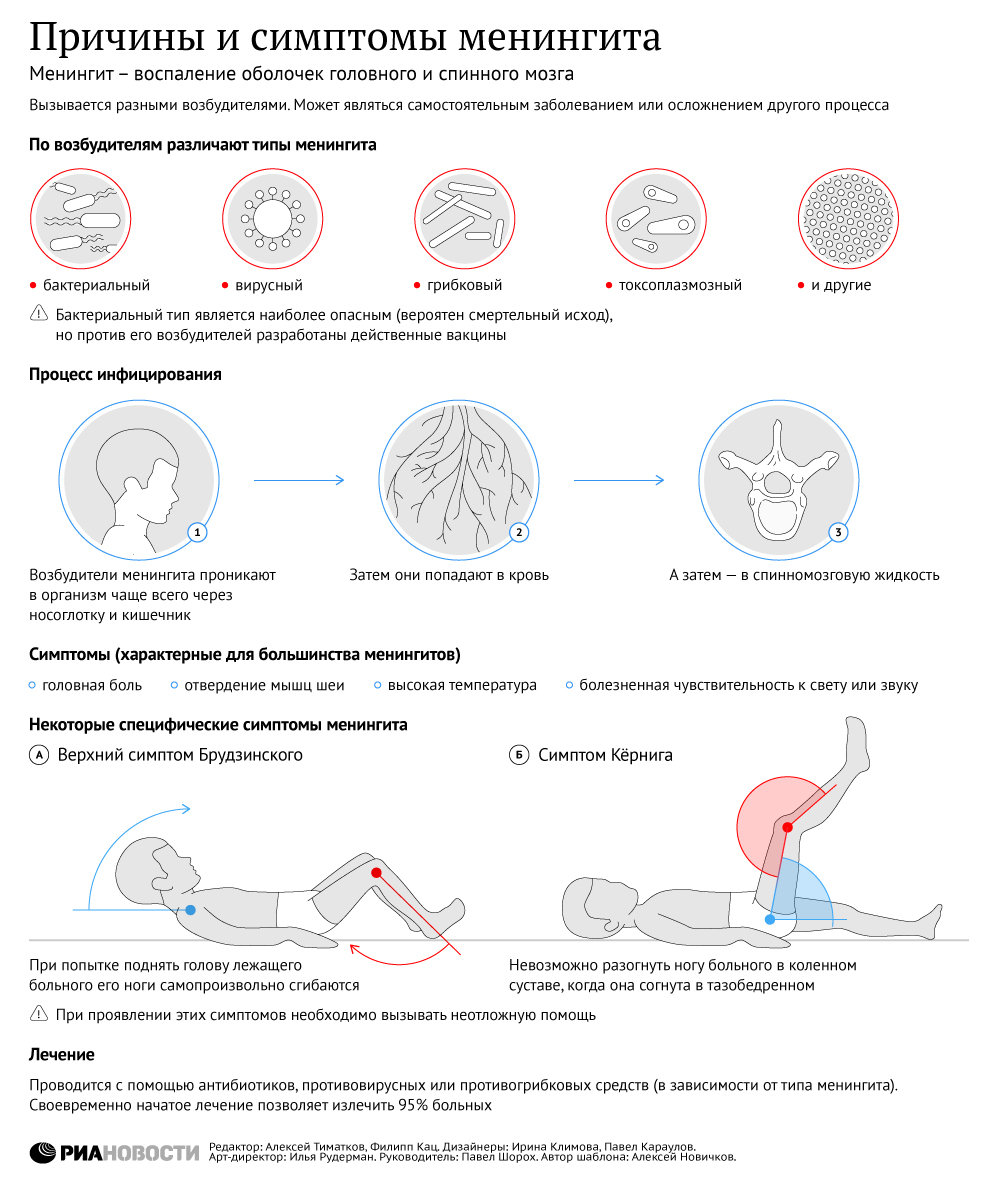 Причины и симптомы менингита
Менингит – воспаление оболочек головного и спинного мозга
Вызывается разными возбудителями. Может являться самостоятельным заболеванием или осложнением другого процесса
По возбудителям различают типы менингита
бактериальный
вирусный
грибковый
токсоплазмозный
и другие
Бактериальный тип является наиболее опасным (вероятен смертельный исход),
но против его возбудителей разработаны действенные вакцины
Процесс инфицирования
1
2
3
Возбудители менингита проникают
в организм чаще всего через
носоглотку и кишечник
Затем они попадают в кровь
А затем — в спинномозговую жидкость
Симптомы (характерные для большинства менингитов)
головная боль
отвердение мышц шеи
высокая температура
болезненная чувствительность к свету или звуку
Некоторые специфические симптомы менингита
А Верхний симптом Брудзинского
Б Симптом Кёрнига
При попытке поднять голову лежащего
больного его ноги самопроизвольно сгибаются
Невозможно разогнуть ногу больного в коленном
суставе, когда она согнута в тазобедренном
При проявлении этих симптомов необходимо вызывать неотложную помощь
Лечение
Проводится с помощью антибиотиков, противовирусных или противогрибковых средств (в зависимости от типа менингита).
Своевременно начатое лечение позволяет излечить 95% больных
РИАНОВОСТИ
Редактор: Алексей Тиматков, Филипп Кац. Дизайнеры: Ирина Климова, Павел Караулов.
Арт-директор: Илья Рудерман. Руководитель: Павел Шорох. Автор шаблона: Алексей Новичков.